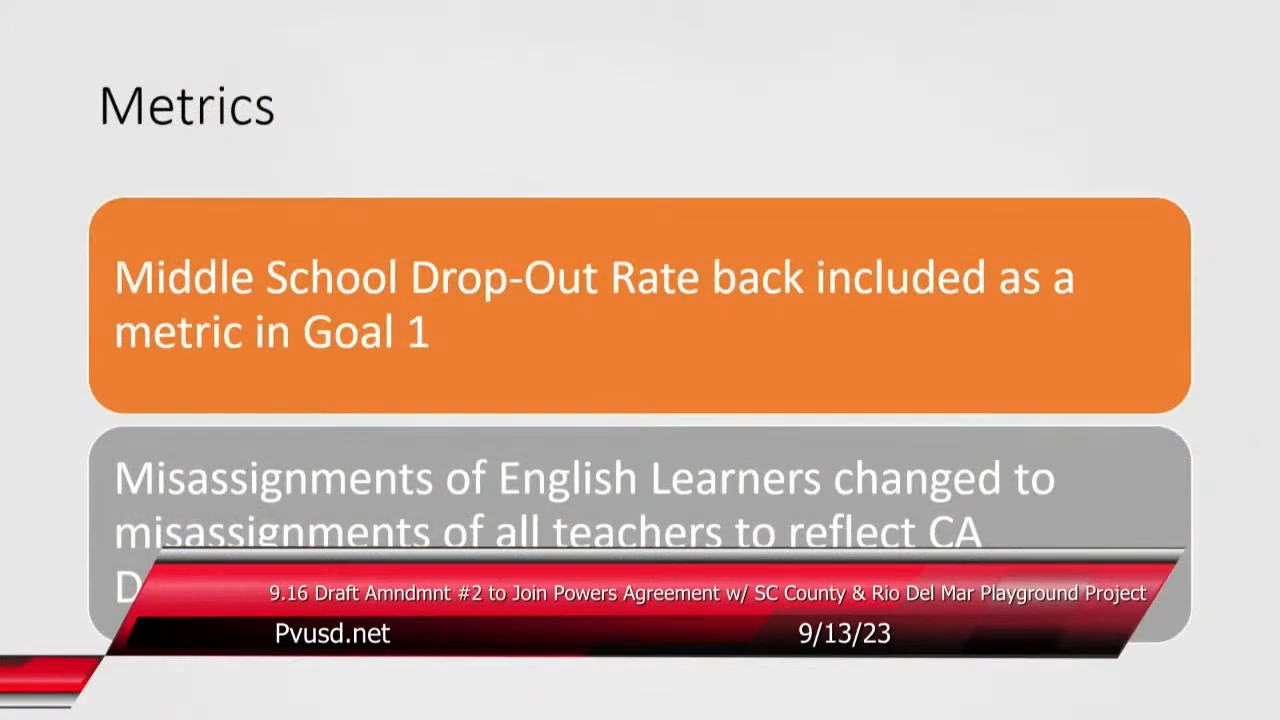 Metrics
Middle School Drop-Out Rate back included as a
metric in Goal 1
Misassignments of English Learners changed to
misassignments of all teachers to reflect CA
9.16 Draft Amndmnt #2 to Join Powers Agreement w/ SC County & Rio Del Mar Playground Project
Pvusd.net
9/13/23